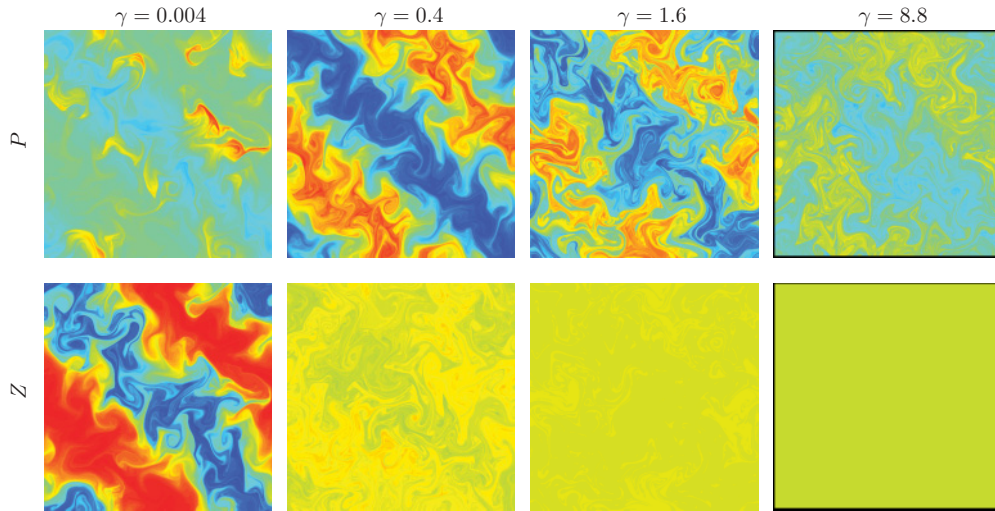 γ = 0.004 γ = 0.4 γ = 1.6 γ = 8.8
P
Z